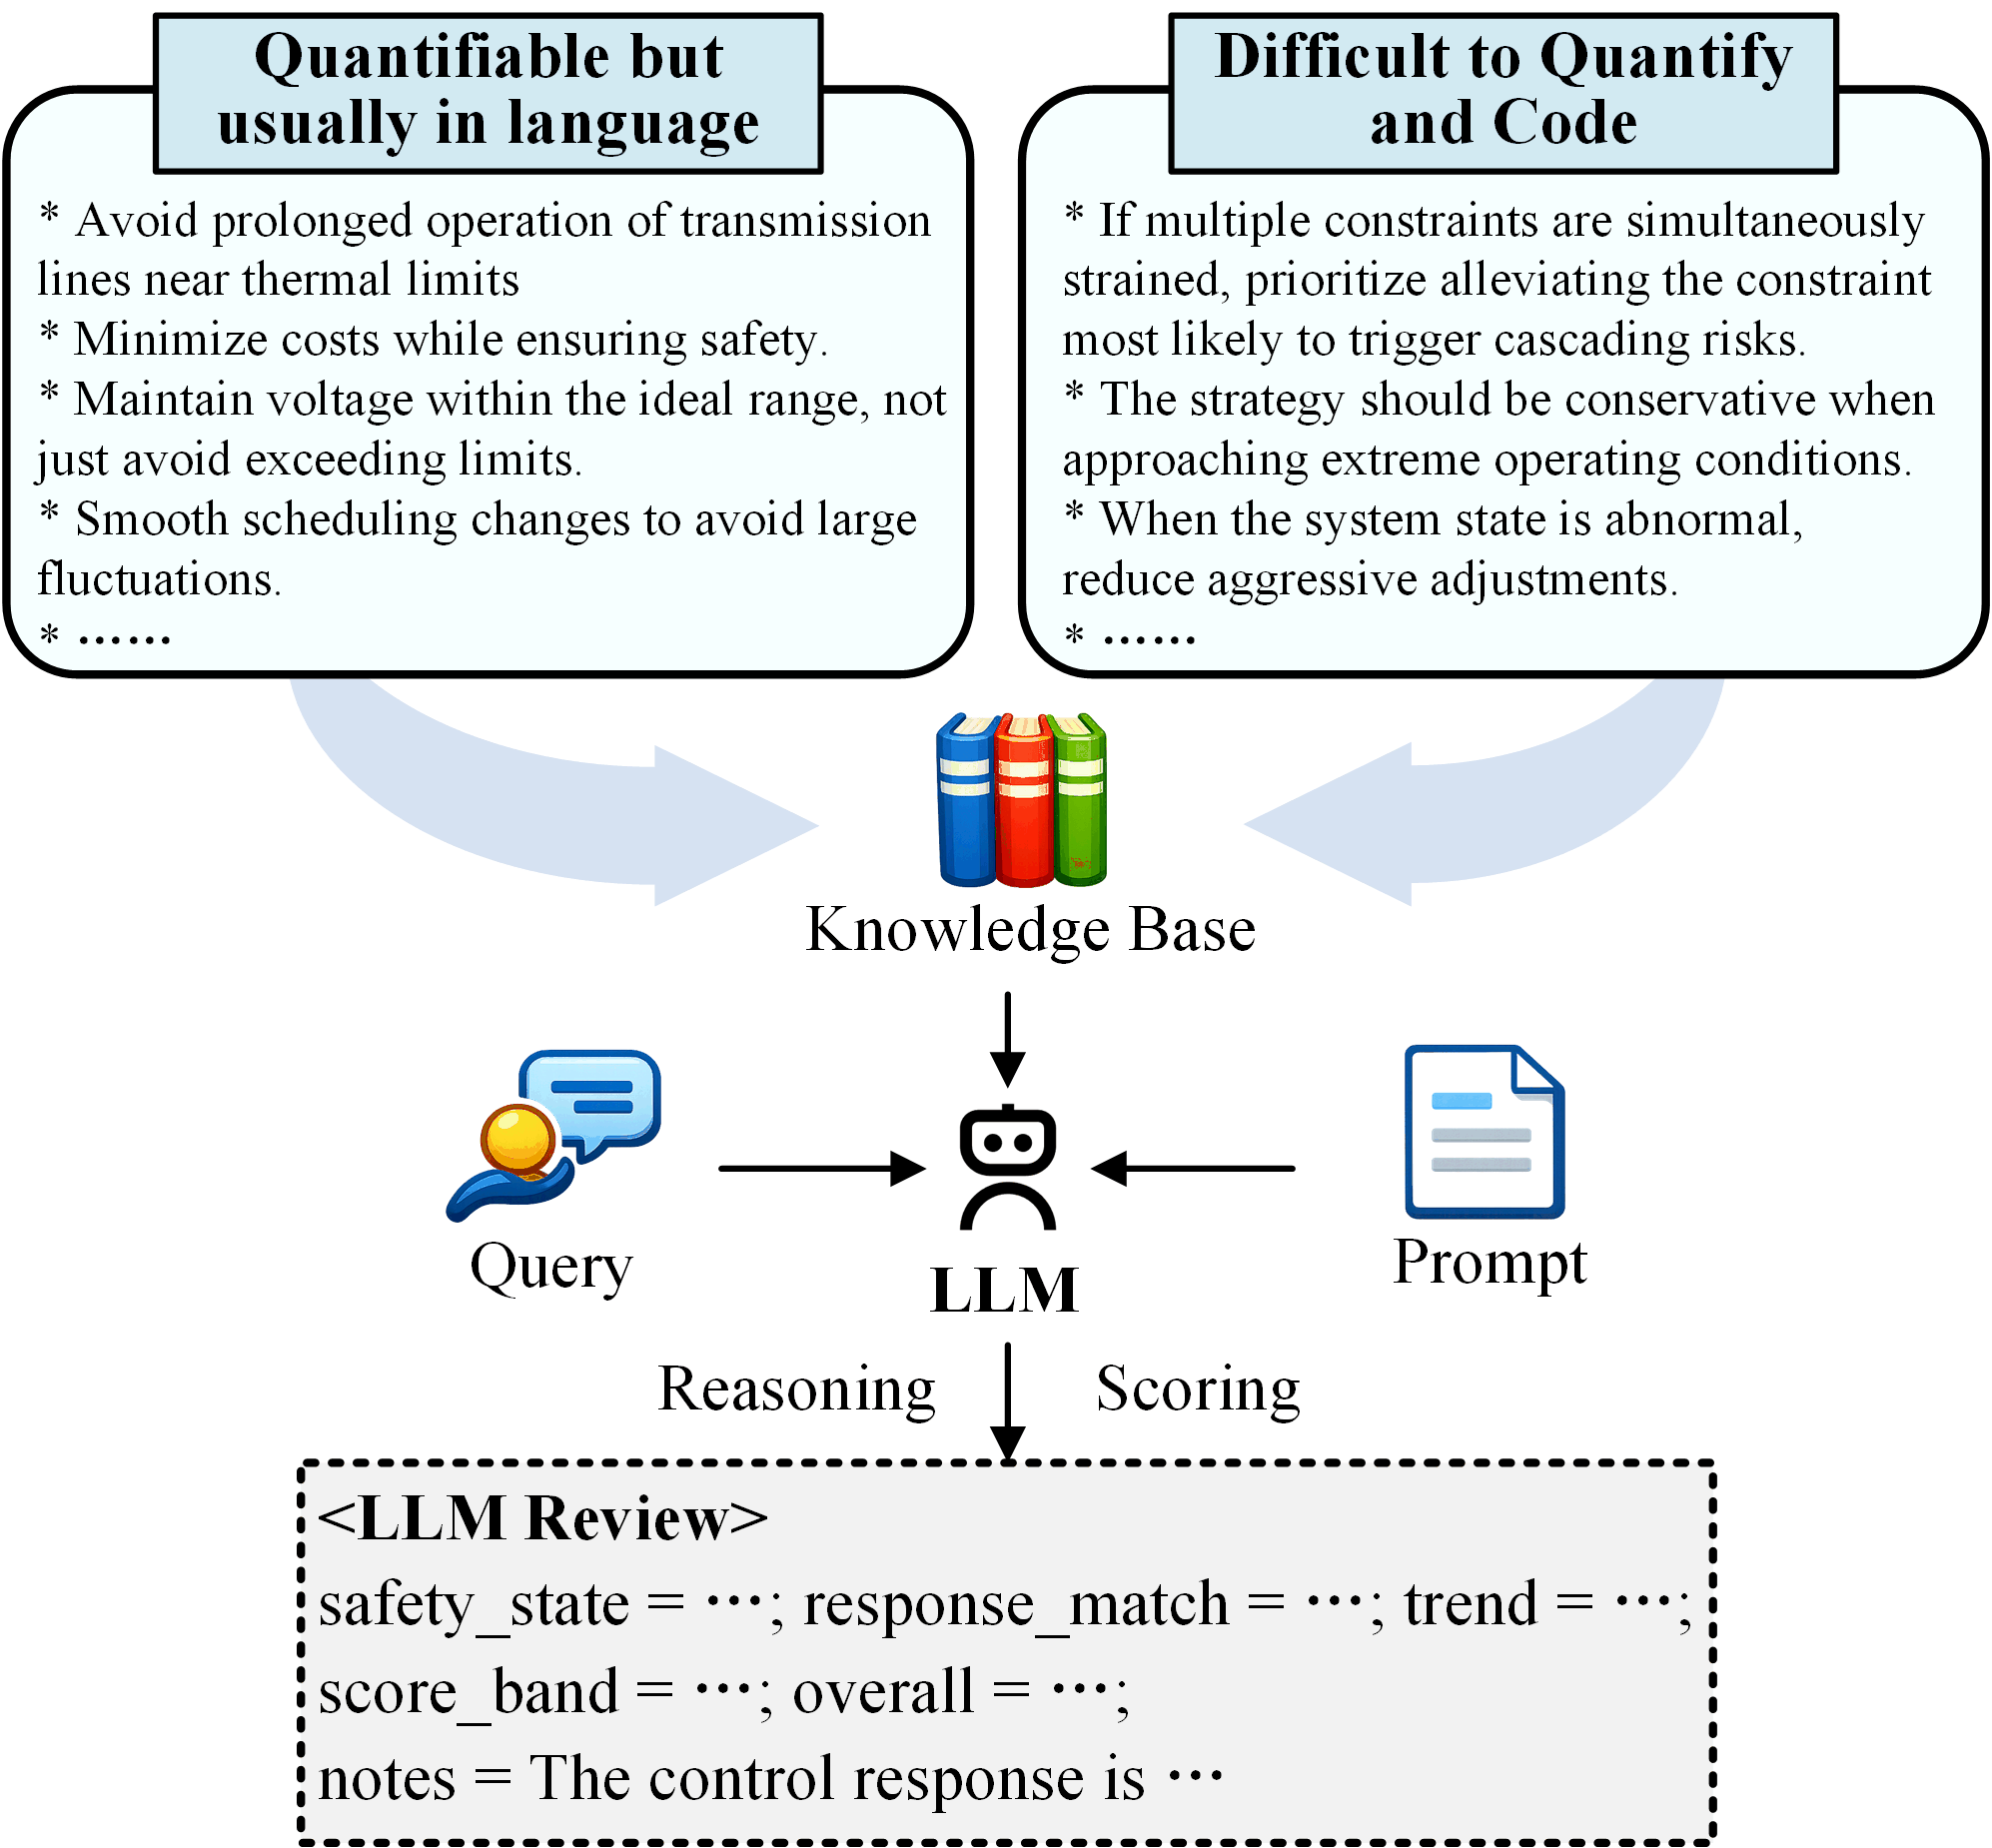 Quantifiable but
usually in language
* Avoid prolonged operation of transmission
lines near thermal limits
* Minimize costs while ensuring safety.
* Maintain voltage within the ideal range, not
just avoid exceeding limits.
* Smooth scheduling changes to avoid large
fluctuations.
* ……
Difficult to Quantify
and Code
* If multiple constraints are simultaneously
strained, prioritize alleviating the constraint
most likely to trigger cascading risks.
* The strategy should be conservative when
approaching extreme operating conditions.
* When the system state is abnormal,
reduce aggressive adjustments.
* ……
Knowledge Base
Query
LLM
Prompt
Reasoning
Scoring
<LLM Review>
safety_state = ⋯; response_match = ⋯; trend = ⋯;
score_band = ⋯; overall = ⋯;
notes = The control response is ⋯